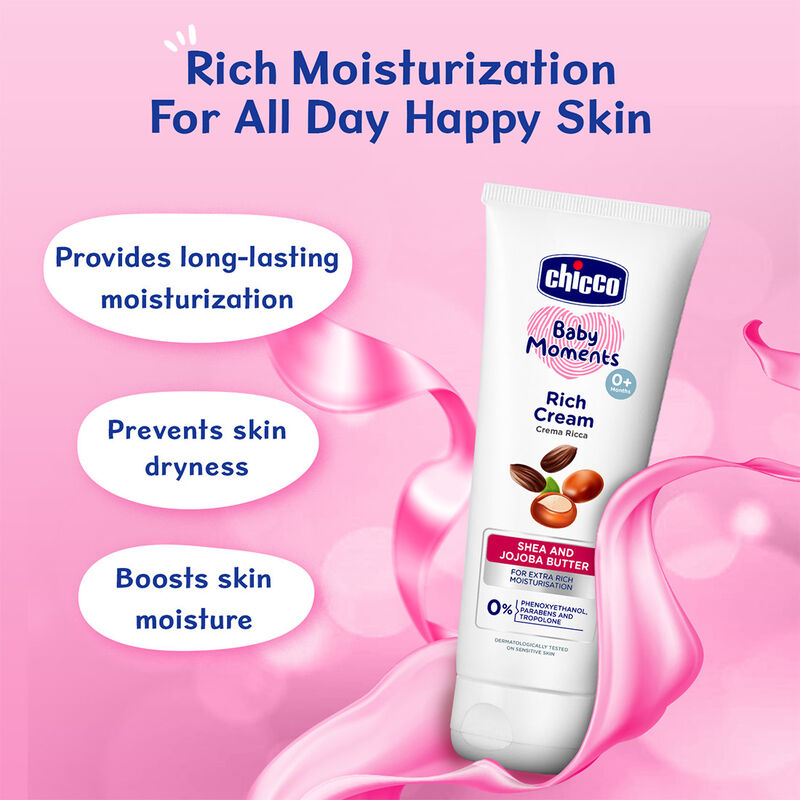 Rich Moisturization
For All Day Happy Skin
Provides long-lasting
moisturization
Prevents skin
dryness
Boosts skin
moisture
chicco
Baby
Moments
0+
Months
Rich
Cream
Crema Ricca
SHEA AND
JOJOBA BUTTER
FOR EXTRA RICH
MOISTURISATION
0% PHENOXYETHANOL,
PARABENS AND
TROPOLONE
DERMATOLOGICALLY TESTED
ON SENSITIVE SKIN